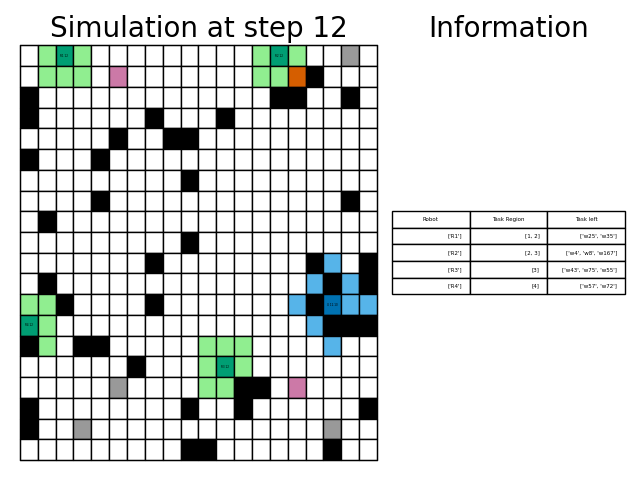 Simulation at step 12
Information
Robot Task Region Task left
['R1'] [1, 2] ['w25', 'w35']
['R2'] [2, 3] ['w4', 'w8', 'w167']
['R3'] [3] ['w43', 'w75', 'w55']
['R4'] [4] ['w57', 'w72']